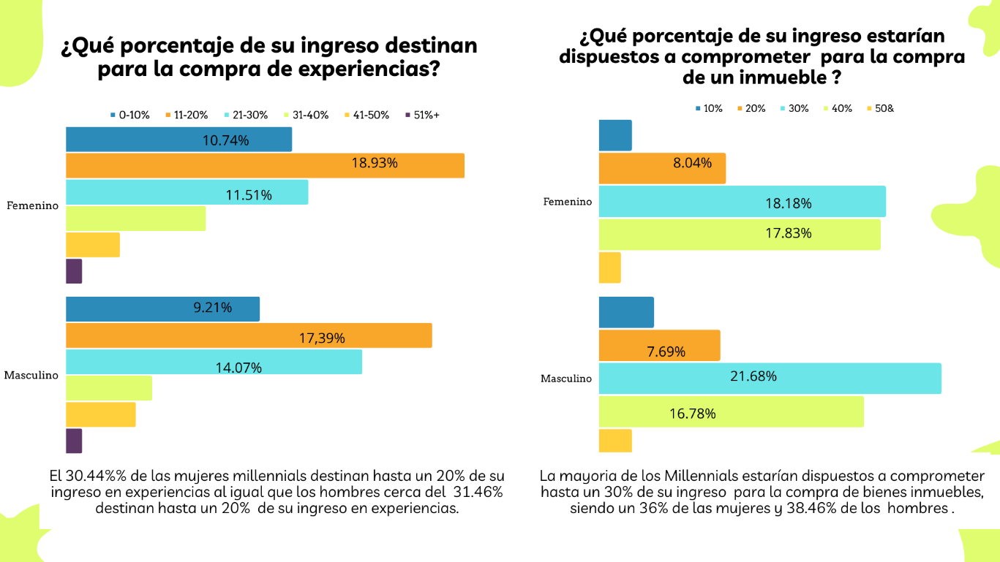 ¿Qué porcentaje de su ingreso destinan
para la compra de experiencias?
0-10% 11-20% 21-30% 31-40% 41-50% 51%+
10.74%
18.93%
11.51%
Femenino
9.21%
17,39%
14.07%
Masculino
El 30.44%% de las mujeres millennials destinan hasta un 20% de su
ingreso en experiencias al igual que los hombres cerca del 31.46%
destinan hasta un 20% de su ingreso en experiencias.
¿Qué porcentaje de su ingreso estarían
dispuestos a comprometer para la compra
de un inmueble ?
10% 20% 30% 40% 50&
8.04%
18.18%
Femenino
17.83%
7.69%
21.68%
Masculino
16.78%
La mayoria de los Millennials estarían dispuestos a comprometer
hasta un 30% de su ingreso para la compra de bienes inmuebles,
siendo un 36% de las mujeres y 38.46% de los hombres .